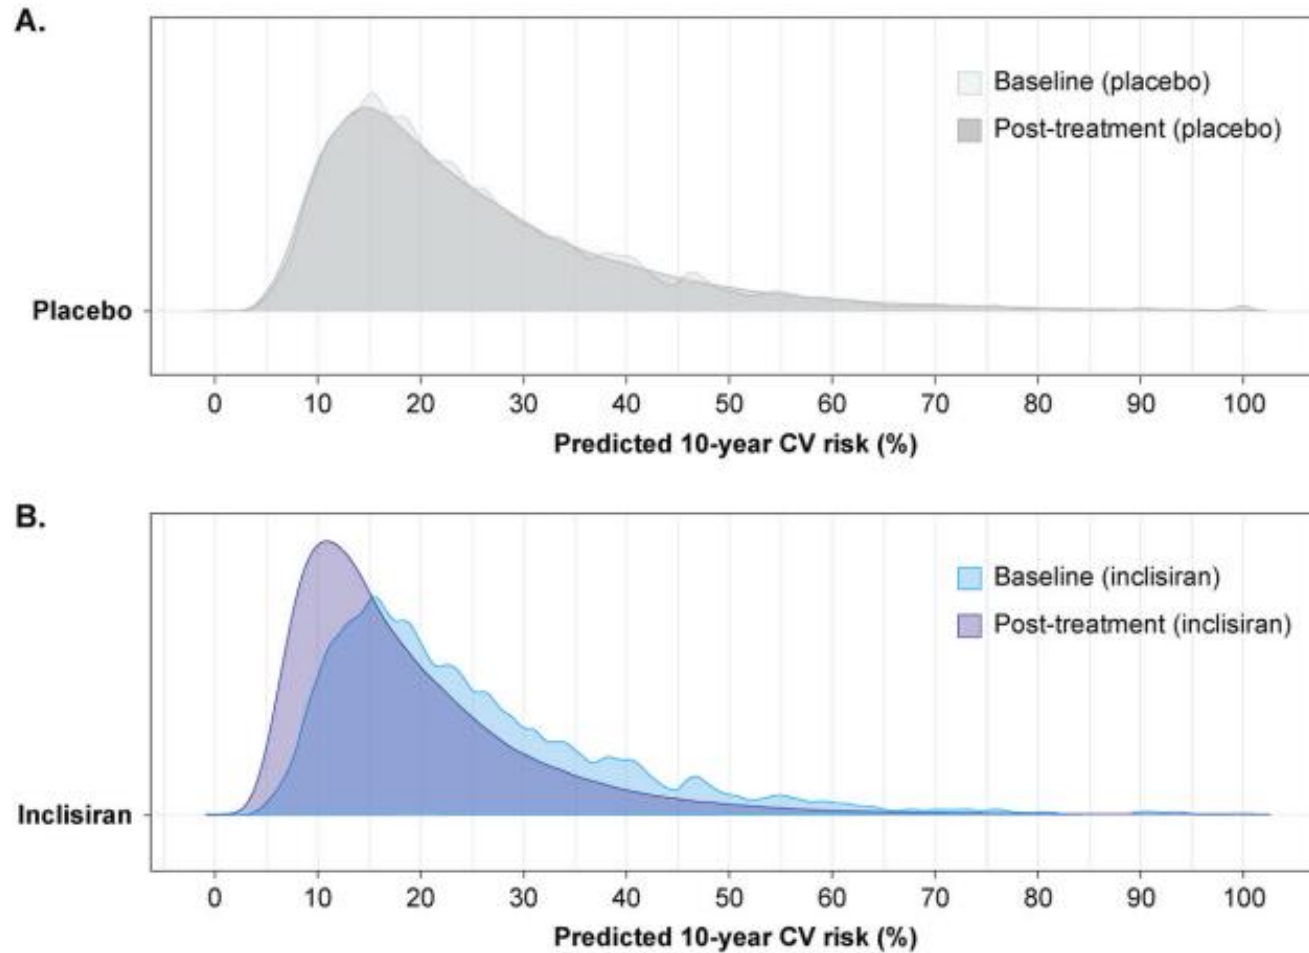 A.
Baseline (placebo)
Post-treatment (placebo)
Placebo
0 10 20 30 40 50 60 70 80 90 100
Predicted 10-year CV risk (%)
B.
Baseline (inclisiran)
Post-treatment (inclisiran)
Inclisiran
0 10 20 30 40 50 60 70 80 90 100
Predicted 10-year CV risk (%)